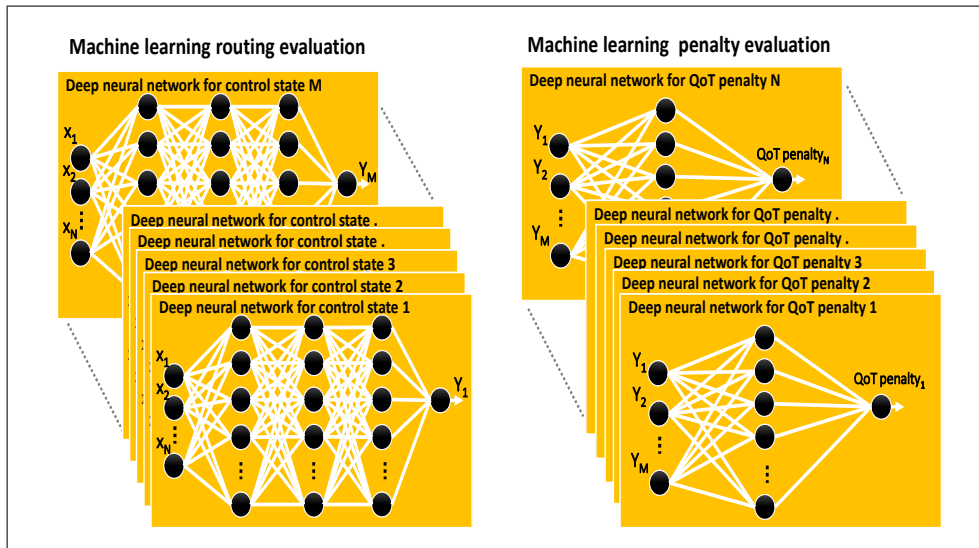 Machine learning routing evaluation
Deep neural network for control state M
X1
X2
XN
YM
Deep neural network for control state .
Deep neural network for control state .
Deep neural network for control state 3
Deep neural network for control state 2
Deep neural network for control state 1
X1
X2
XN
Y1
Machine learning penalty evaluation
Deep neural network for QoT penalty N
Y1
Y2
YM
QoT penaltyN
Deep neural network for QoT penalty .
Deep neural network for QoT penalty .
Deep neural network for QoT penalty 3
Deep neural network for QoT penalty 2
Deep neural network for QoT penalty 1
Y1
Y2
YM
QoT penalty1